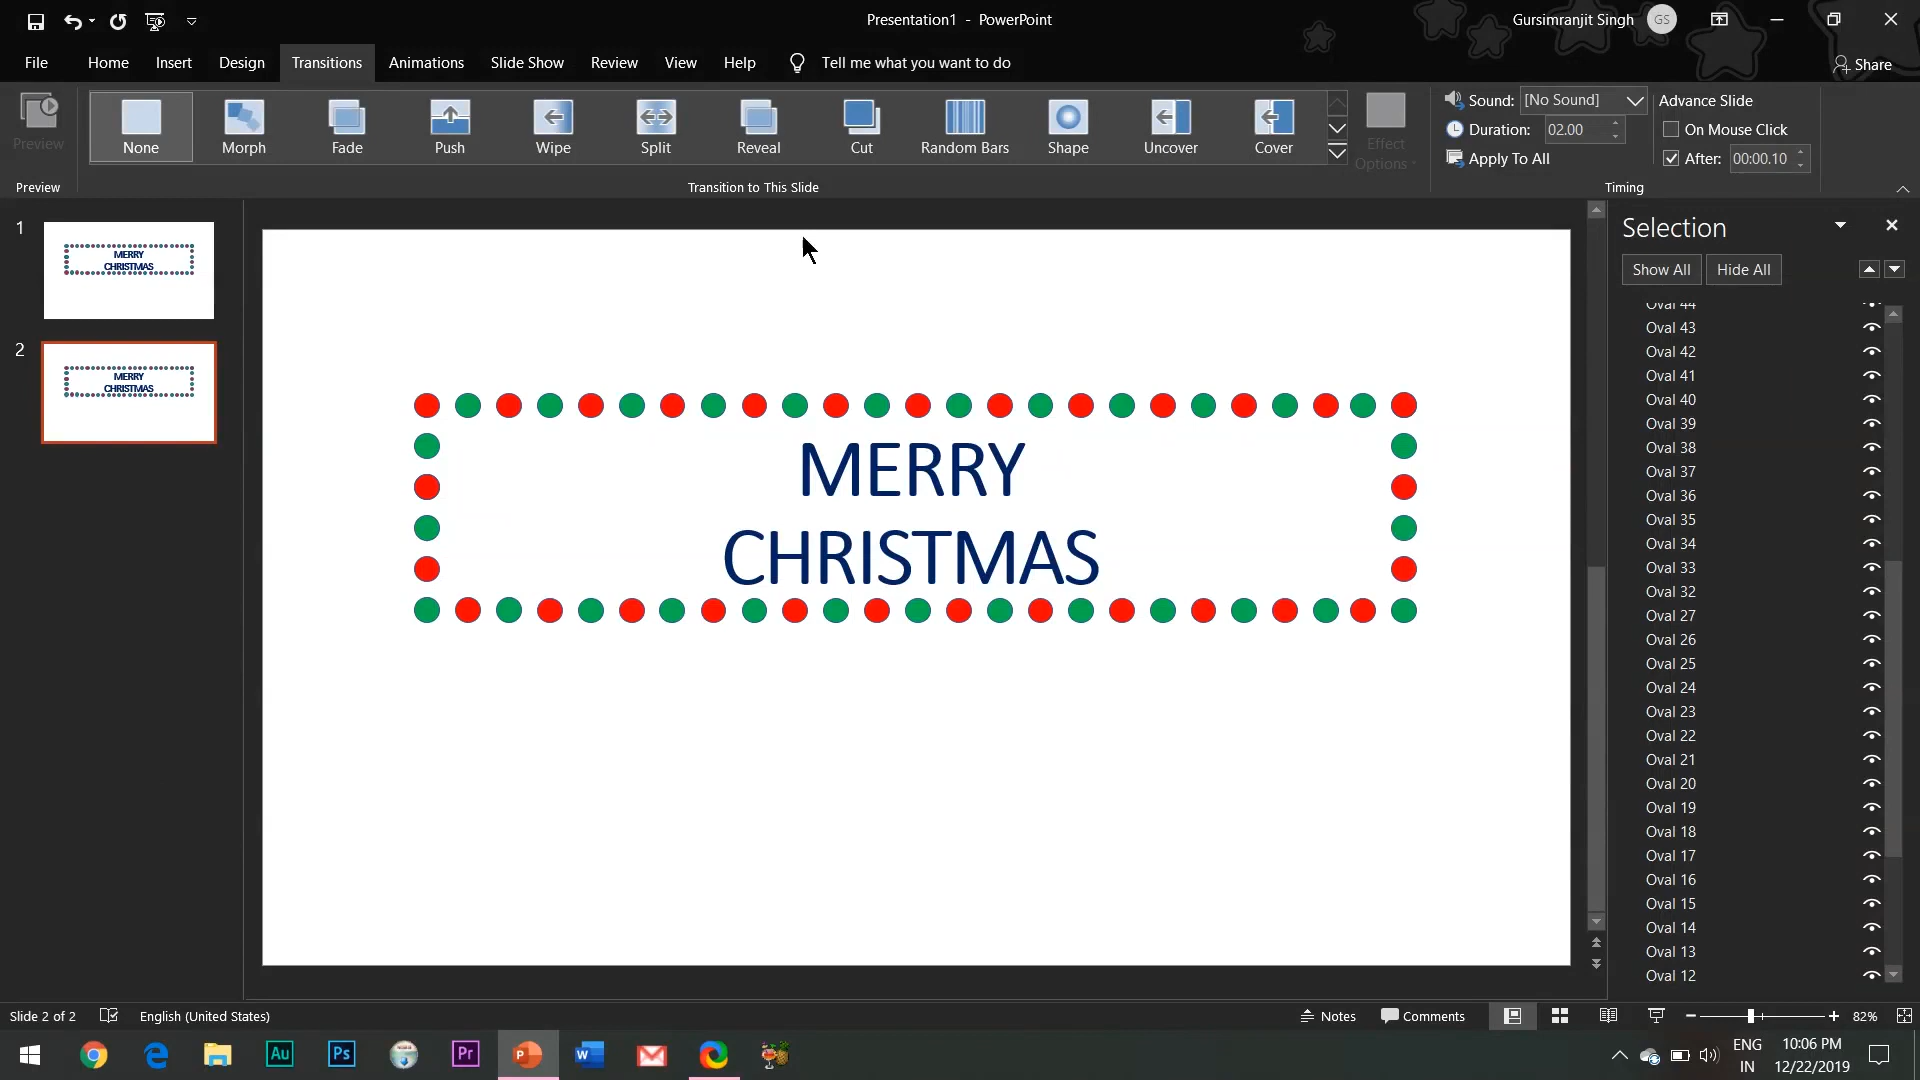 Presentation1 - PowerPoint
Gursimranjit Singh
GS
File
Home
Insert
Design
Transitions
Animations
Slide Show
Review
View
Help
Tell me what you want to do
Share
Preview
None
Morph
Fade
Push
Wipe
Split
Reveal
Cut
Random Bars
Shape
Uncover
Cover
Effect
Options
Sound:
[No Sound]
Duration:
02.00
Apply To All
Advance Slide
On Mouse Click
After:
00:00.10
Preview
Transition to This Slide
Timing
1
MERRY
CHRISTMAS
2
MERRY
CHRISTMAS
MERRY
CHRISTMAS
Selection
Show All
Hide All
Oval 44
Oval 43
Oval 42
Oval 41
Oval 40
Oval 39
Oval 38
Oval 37
Oval 36
Oval 35
Oval 34
Oval 33
Oval 32
Oval 27
Oval 26
Oval 25
Oval 24
Oval 23
Oval 22
Oval 21
Oval 20
Oval 19
Oval 18
Oval 17
Oval 16
Oval 15
Oval 14
Oval 13
Oval 12
Slide 2 of 2
English (United States)
Notes
Comments
82%
Au
Ps
Pr
P
W
ENG
IN
10:06 PM
12/22/2019